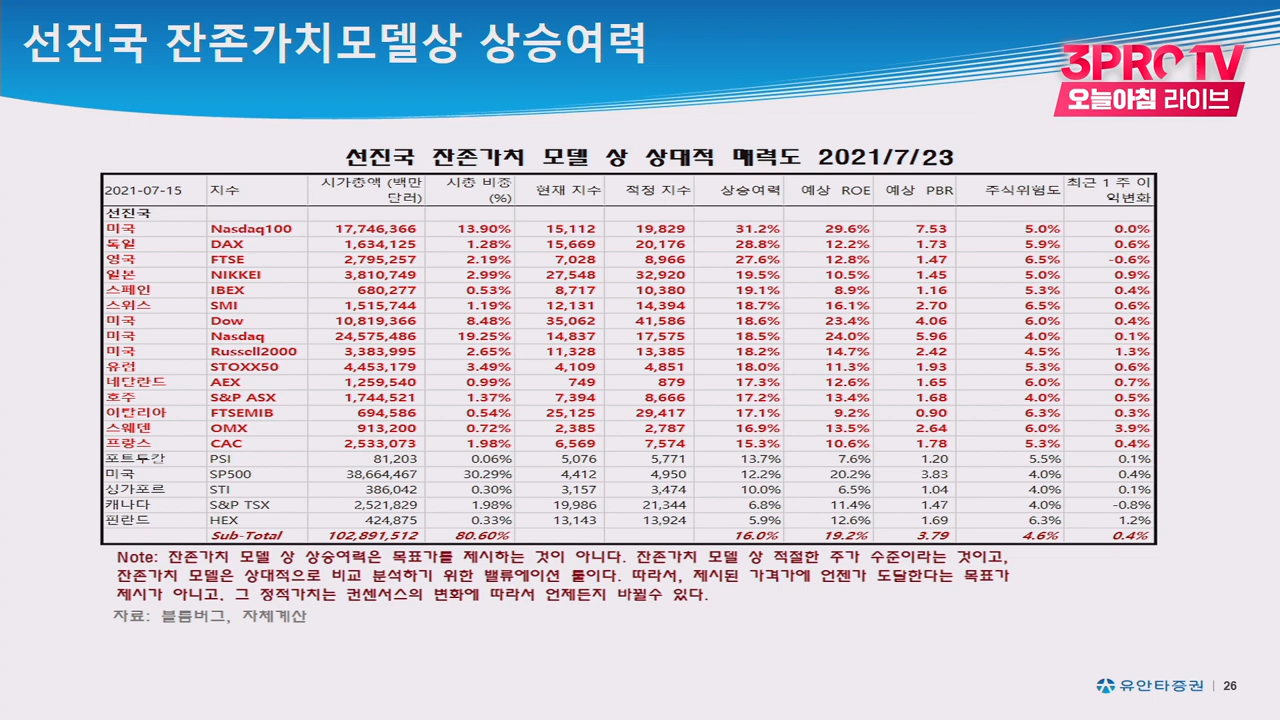 선진국 잔존가치모델상 상승여력
3PROTV
오늘아침 라이브
선진국 잔존가치 모델 상 상대적 매력도 2021/7/23
2021-07-15 지수 시가총액 (백만 달러) 시총 비중 (%) 현재 지수 적정 지수 상승여력 예상 ROE 예상 PBR 주식위험도 최근 1 주 이익변화
선진국
미국 Nasdaq100 17,746,366 13.90% 15,112 19,829 31.2% 29.6% 7.53 5.0% 0.0%
독일 DAX 1,634,125 1.28% 15,669 20,176 28.8% 12.2% 1.73 5.9% 0.6%
영국 FTSE 2,795,257 2.19% 7,028 8,966 27.6% 12.8% 1.47 6.5% -0.6%
일본 NIKKEI 3,810,749 2.99% 27,548 32,920 19.5% 10.5% 1.45 5.0% 0.9%
스페인 IBEX 680,277 0.53% 8,717 10,380 19.1% 8.9% 1.16 5.3% 0.4%
스위스 SMI 1,515,744 1.19% 12,131 14,394 18.7% 16.1% 2.70 6.5% 0.6%
미국 Dow 10,819,366 8.48% 35,062 41,586 18.6% 23.4% 4.06 6.0% 0.4%
미국 Nasdaq 24,575,486 19.25% 14,837 17,575 18.5% 24.0% 5.96 4.0% 0.1%
미국 Russell2000 3,383,995 2.65% 11,328 13,385 18.2% 14.7% 2.42 4.5% 1.3%
유럽 STOXX50 4,453,179 3.49% 4,109 4,851 18.0% 11.3% 1.93 5.3% 0.6%
네단란드 AEX 1,259,540 0.99% 749 879 17.3% 12.6% 1.65 6.0% 0.7%
호주 S&P ASX 1,744,521 1.37% 7,394 8,666 17.2% 13.4% 1.68 4.0% 0.5%
이탈리아 FTSEMIB 694,586 0.54% 25,125 29,417 17.1% 9.2% 0.90 6.3% 0.3%
스웨덴 OMX 913,200 0.72% 2,385 2,787 16.9% 13.5% 2.64 6.0% 3.9%
프랑스 CAC 2,533,073 1.98% 6,569 7,574 15.3% 10.6% 1.78 5.3% 0.4%
포트투갈 PSI 81,203 0.06% 5,076 5,771 13.7% 7.6% 1.20 5.5% 0.1%
미국 SP500 38,664,467 30.29% 4,412 4,950 12.2% 20.2% 3.83 4.0% 0.4%
싱가포르 STI 386,042 0.30% 3,157 3,474 10.0% 6.5% 1.04 4.0% 0.1%
캐나다 S&P TSX 2,521,829 1.98% 19,986 21,344 6.8% 11.4% 1.47 4.0% -0.8%
핀란드 HEX 424,875 0.33% 13,143 13,924 5.9% 12.6% 1.69 6.3% 1.2%
Sub-Total 102,891,512 80.60% 16.0% 19.2% 3.79 4.6% 0.4%
Note: 잔존가치 모델 상 상승여력은 목표가를 제시하는 것이 아니다. 잔존가치 모델 상 적절한 주가 수준이라는 것이고,
잔존가치 모델은 상대적으로 비교 분석하기 위한 밸류에이션 툴이다. 따라서, 제시된 가격가에 언젠가 도달한다는 목표가
제시가 아니고, 그 정적가치는 컨센서스의 변화에 따라서 언제든지 바뀔수 있다.
자료: 블룸버그, 자체계산
유안타증권 26